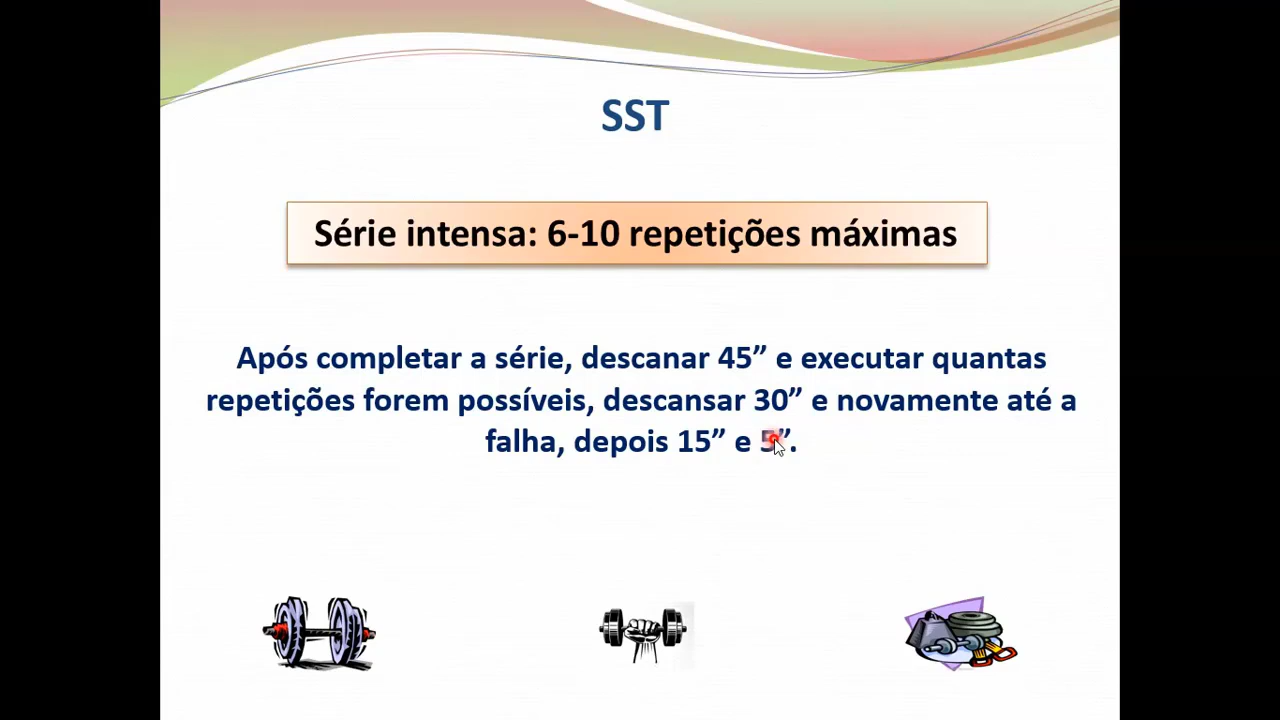 SST
Série intensa: 6-10 repetições máximas
Após completar a série, descanar 45” e executar quantas
repetições forem possíveis, descansar 30” e novamente até a
falha, depois 15” e 5”.